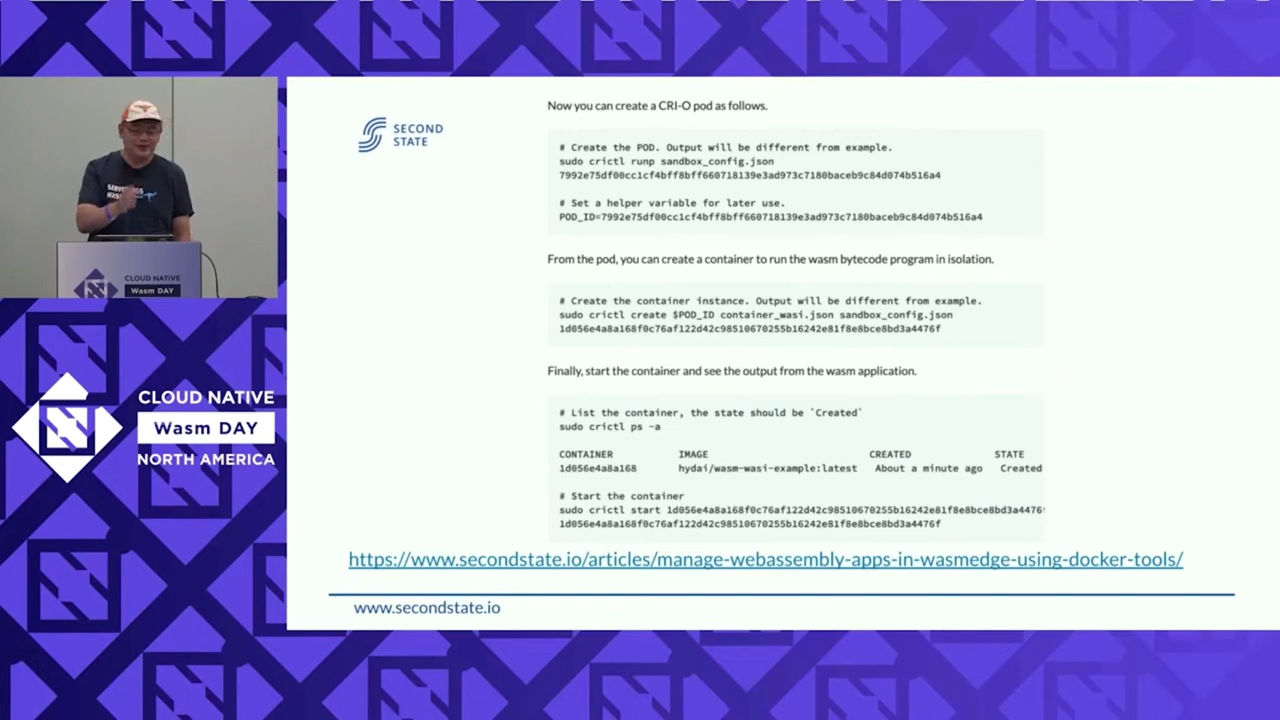 SECOND
STATE
Now you can create a CRI-O pod as follows.
# Create the POD. Output will be different from example.
sudo crictl runp sandbox_config.json
7992e75df00cc1cf4bff8bff660718139e3ad973c7180baceb9c84d074b516a4
# Set a helper variable for later use.
POD_ID=7992e75df00cc1cf4bff8bff660718139e3ad973c7180baceb9c84d074b516a4
From the pod, you can create a container to run the wasm bytecode program in isolation.
# Create the container instance. Output will be different from example.
sudo crictl create $POD_ID container_wasi.json sandbox_config.json
1d056e4a8a168f0c76af122d42c98510670255b16242e81f8e8bce8bd3a4476f
Finally, start the container and see the output from the wasm application.
# List the container, the state should be `Created`
sudo crictl ps -a
CONTAINER IMAGE CREATED STATE
1d056e4a8a168 hydai/wasm-wasi-example:latest About a minute ago Created
# Start the container
sudo crictl start 1d056e4a8a168f0c76af122d42c98510670255b16242e81f8e8bce8bd3a4476
1d056e4a8a168f0c76af122d42c98510670255b16242e81f8e8bce8bd3a4476f
https://www.secondstate.io/articles/manage-webassembly-apps-in-wasmedge-using-docker-tools/
www.secondstate.io
CLOUD NATIVE
Wasm DAY
CLOUD NATIVE
Wasm DAY
NORTH AMERICA